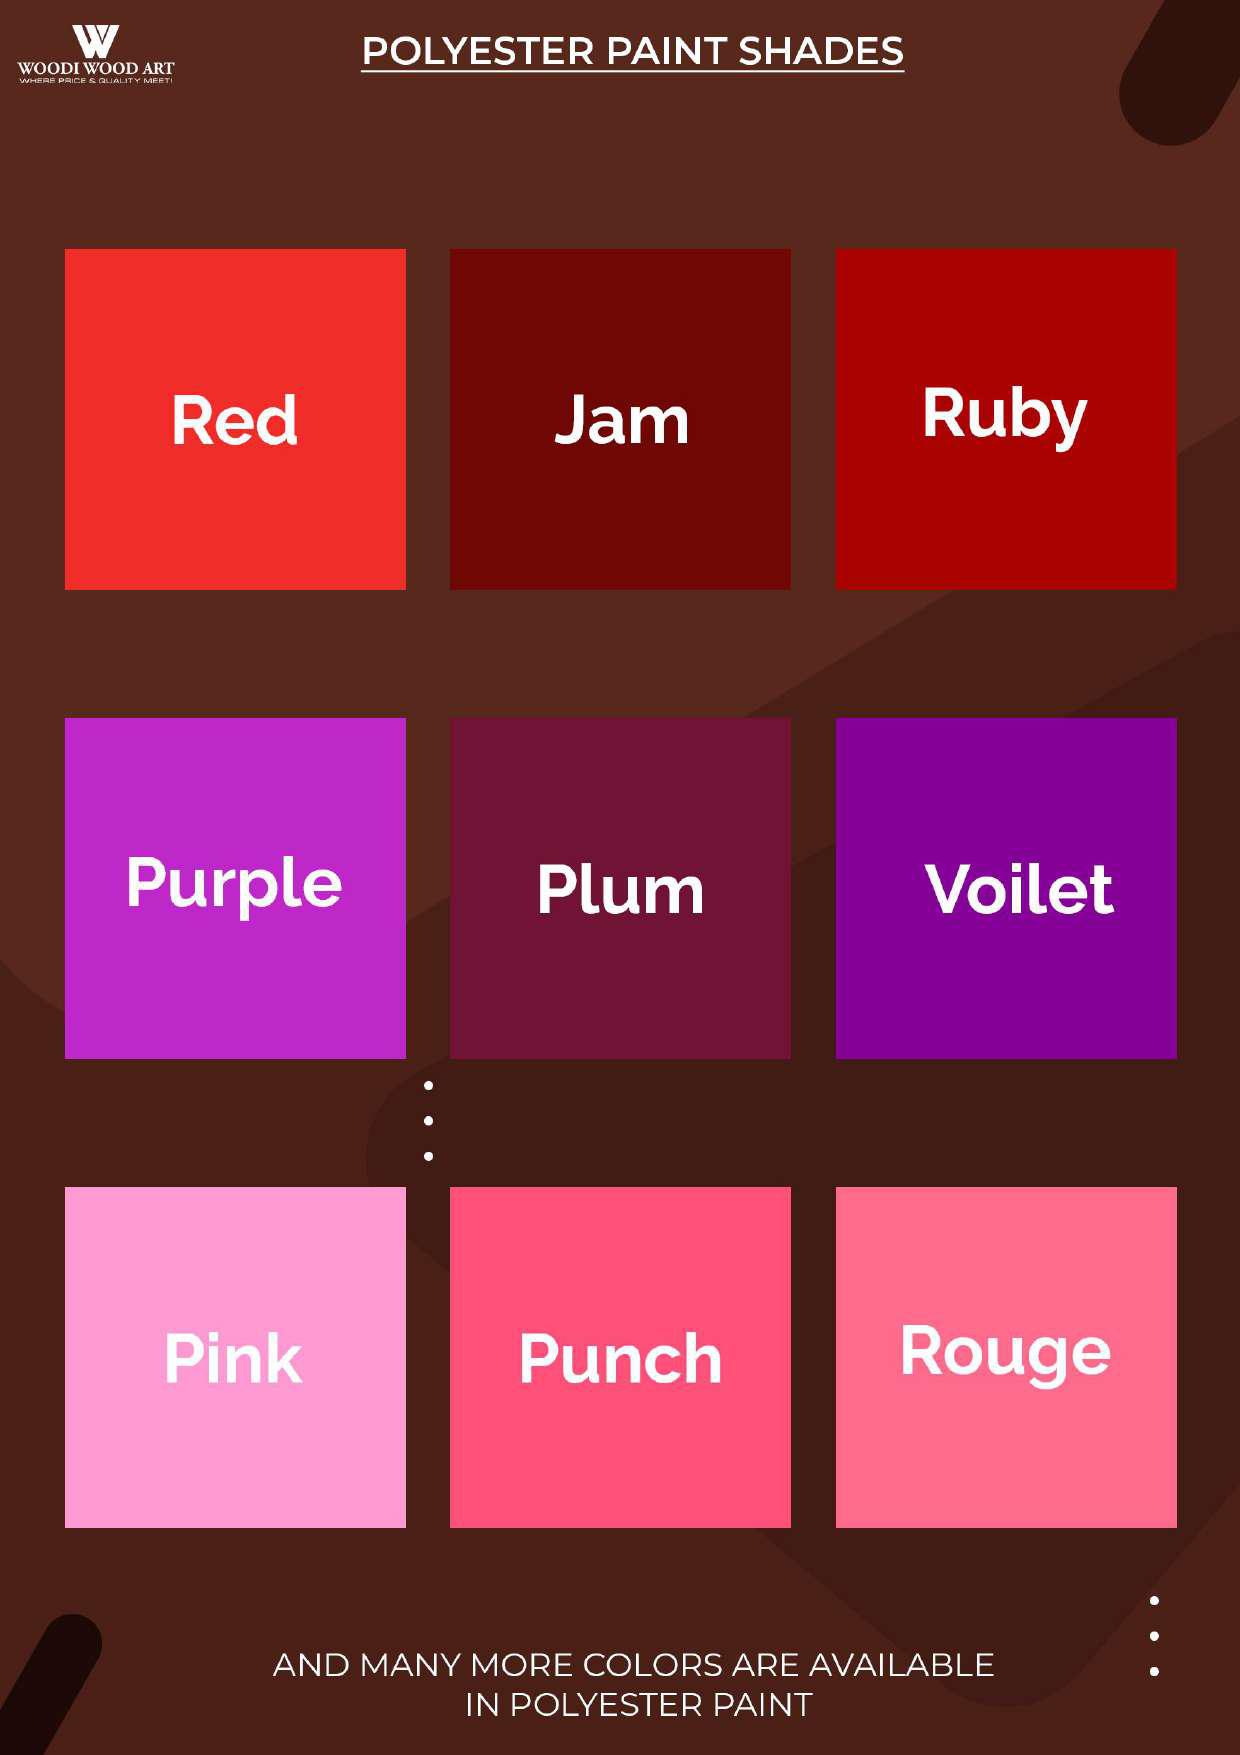 WOODI WOOD ART
WHERE PRICE & QUALITY MEET!
POLYESTER PAINT SHADES
Red
Jam
Ruby
Purple
Plum
Voilet
Pink
Punch
Rouge
AND MANY MORE COLORS ARE AVAILABLE
IN POLYESTER PAINT